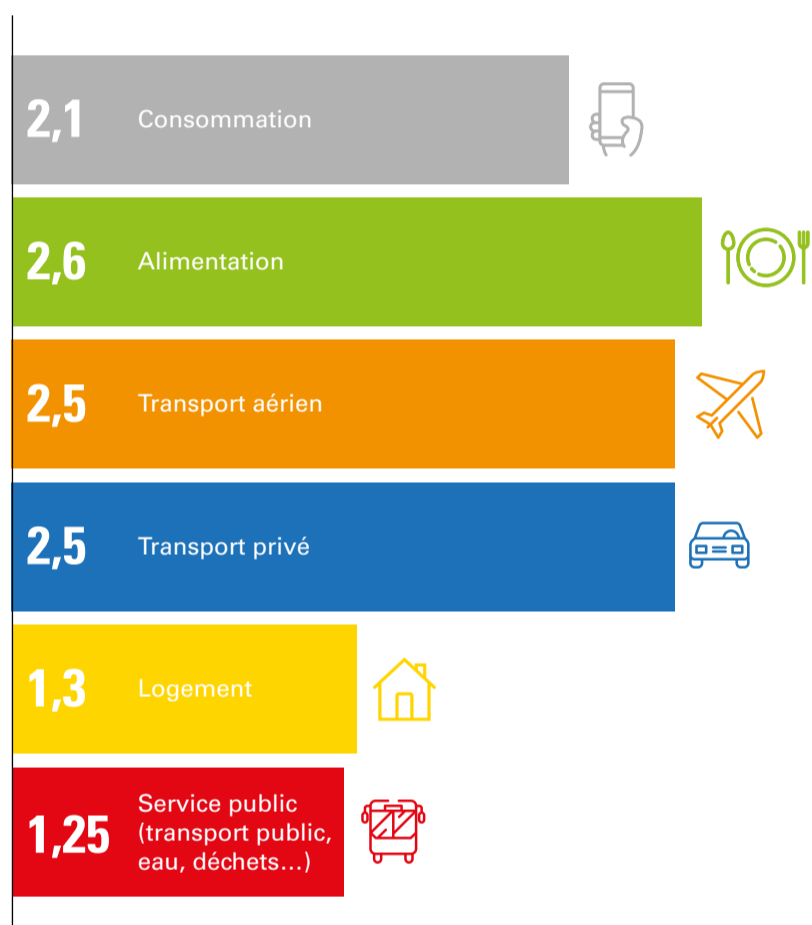 2,1 Consommation
2,6 Alimentation
2,5 Transport aérien
2,5 Transport privé
1,3 Logement
1,25 Service public
(transport public,
eau, déchets...)